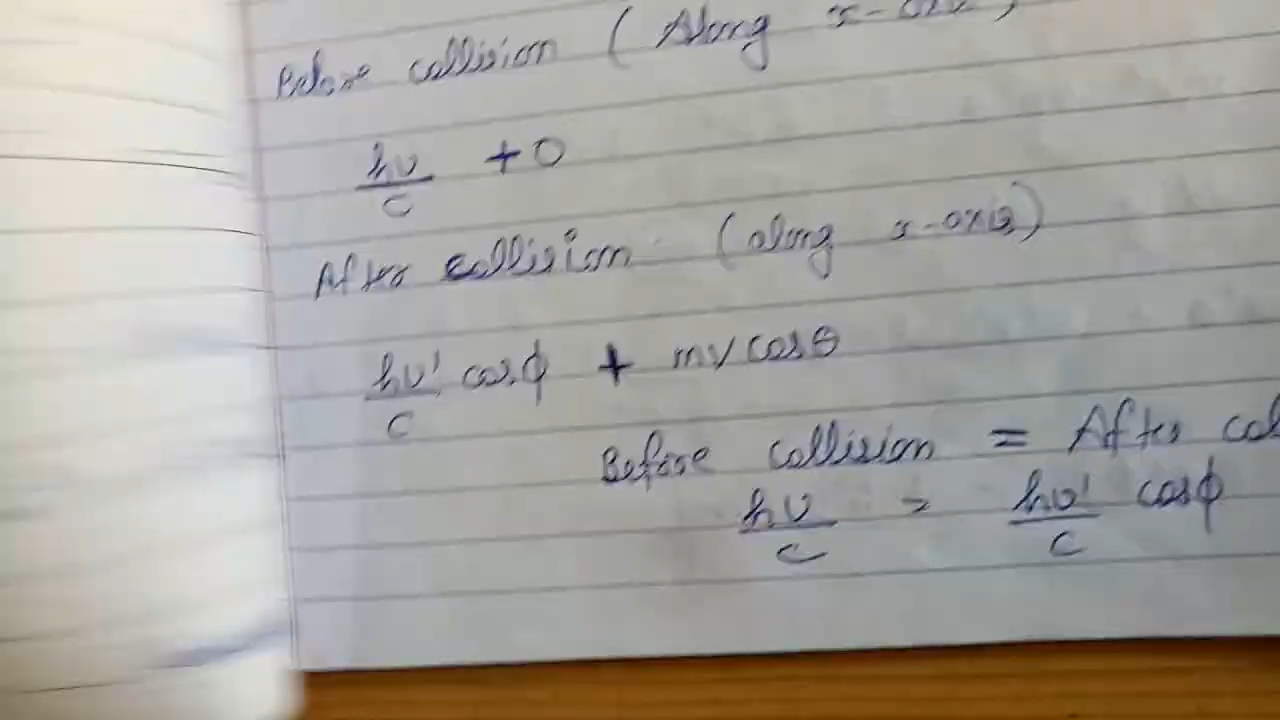 Before collision (Along x-axis)
hν/c + 0
After collision (along x-axis)
hν'/c cosϕ + mv cosθ
Before collision = After col
hν/c = hν'/c cosϕ